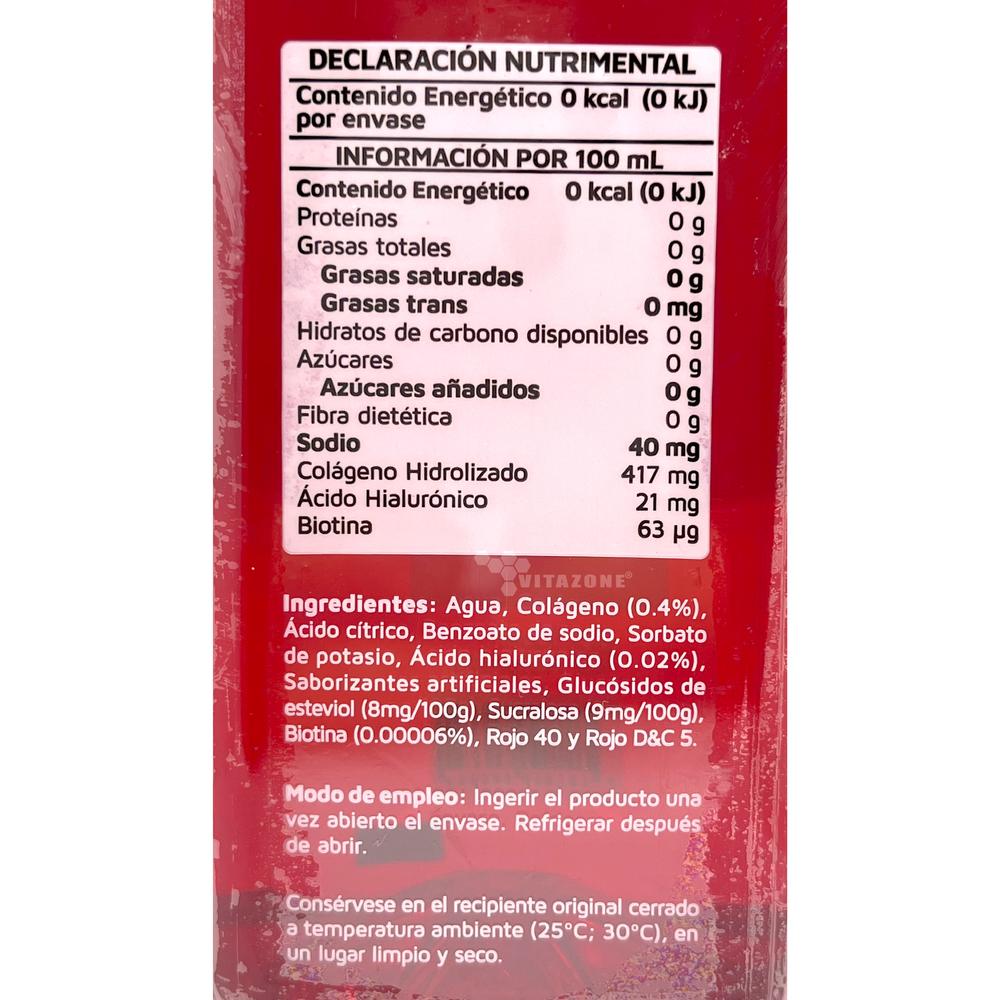 DECLARACIÓN NUTRIMENTAL
Contenido Energético 0 kcal (0 kJ)
por envase
INFORMACIÓN POR 100 mL
Contenido Energético 0 kcal (0 kJ)
Proteínas 0 g
Grasas totales 0 g
Grasas saturadas 0 g
Grasas trans 0 mg
Hidratos de carbono disponibles 0 g
Azúcares 0 g
Azúcares añadidos 0 g
Fibra dietética 0 g
Sodio 40 mg
Colágeno Hidrolizado 417 mg
Ácido Hialurónico 21 mg
Biotina 63 µg
VITAZONE®
Ingredientes: Agua, Colágeno (0.4%),
Ácido cítrico, Benzoato de sodio, Sorbato
de potasio, Ácido hialurónico (0.02%),
Saborizantes artificiales, Glucósidos de
esteviol (8mg/100g), Sucralosa (9mg/100g),
Biotina (0.00006%), Rojo 40 y Rojo D&C 5.
Modo de empleo: Ingerir el producto una
vez abierto el envase. Refrigerar después
de abrir.
Consérvese en el recipiente original cerrado
a temperatura ambiente (25°C; 30°C), en
un lugar limpio y seco.